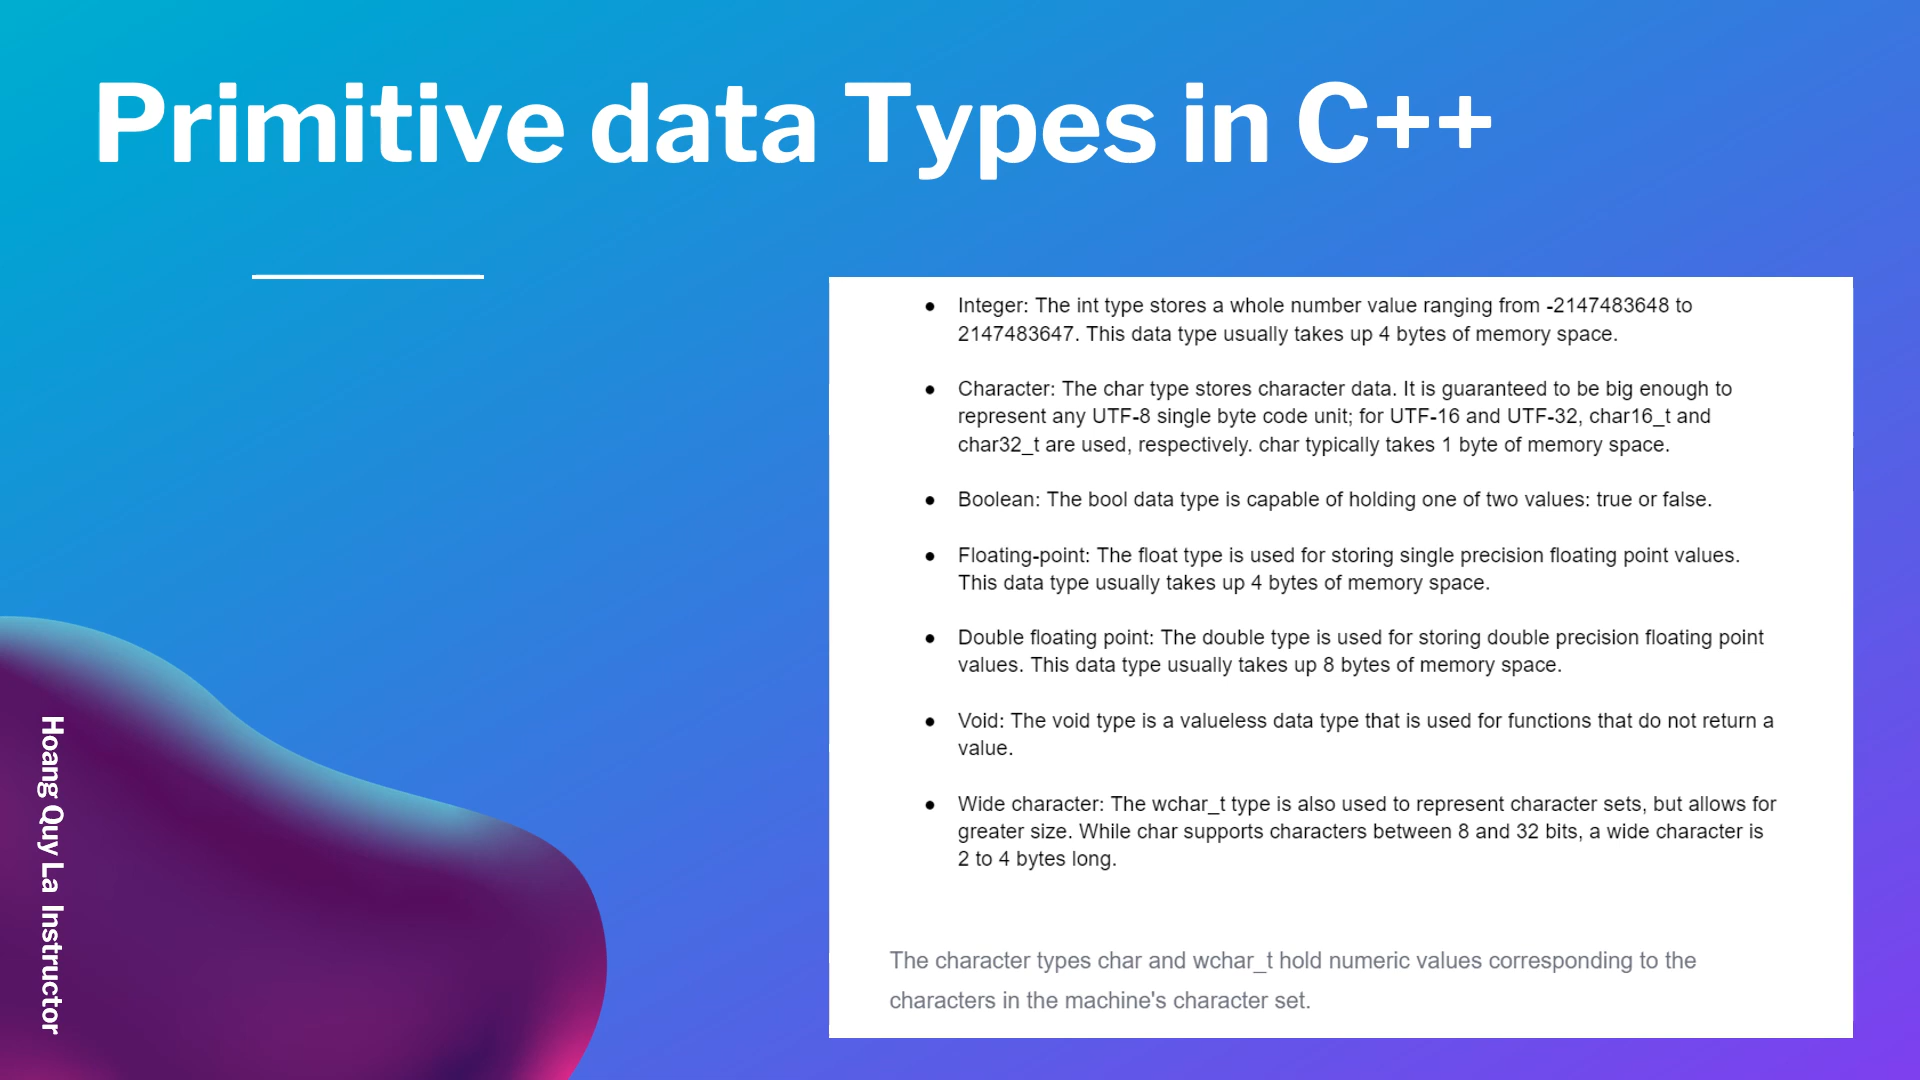 Primitive data Types in C++
● Integer: The int type stores a whole number value ranging from -2147483648 to
2147483647. This data type usually takes up 4 bytes of memory space.
● Character: The char type stores character data. It is guaranteed to be big enough to
represent any UTF-8 single byte code unit; for UTF-16 and UTF-32, char16_t and
char32_t are used, respectively. char typically takes 1 byte of memory space.
● Boolean: The bool data type is capable of holding one of two values: true or false.
● Floating-point: The float type is used for storing single precision floating point values.
This data type usually takes up 4 bytes of memory space.
● Double floating point: The double type is used for storing double precision floating point
values. This data type usually takes up 8 bytes of memory space.
● Void: The void type is a valueless data type that is used for functions that do not return a
value.
● Wide character: The wchar_t type is also used to represent character sets, but allows for
greater size. While char supports characters between 8 and 32 bits, a wide character is
2 to 4 bytes long.
The character types char and wchar_t hold numeric values corresponding to the
characters in the machine's character set.
Hoang Quy La Instructor